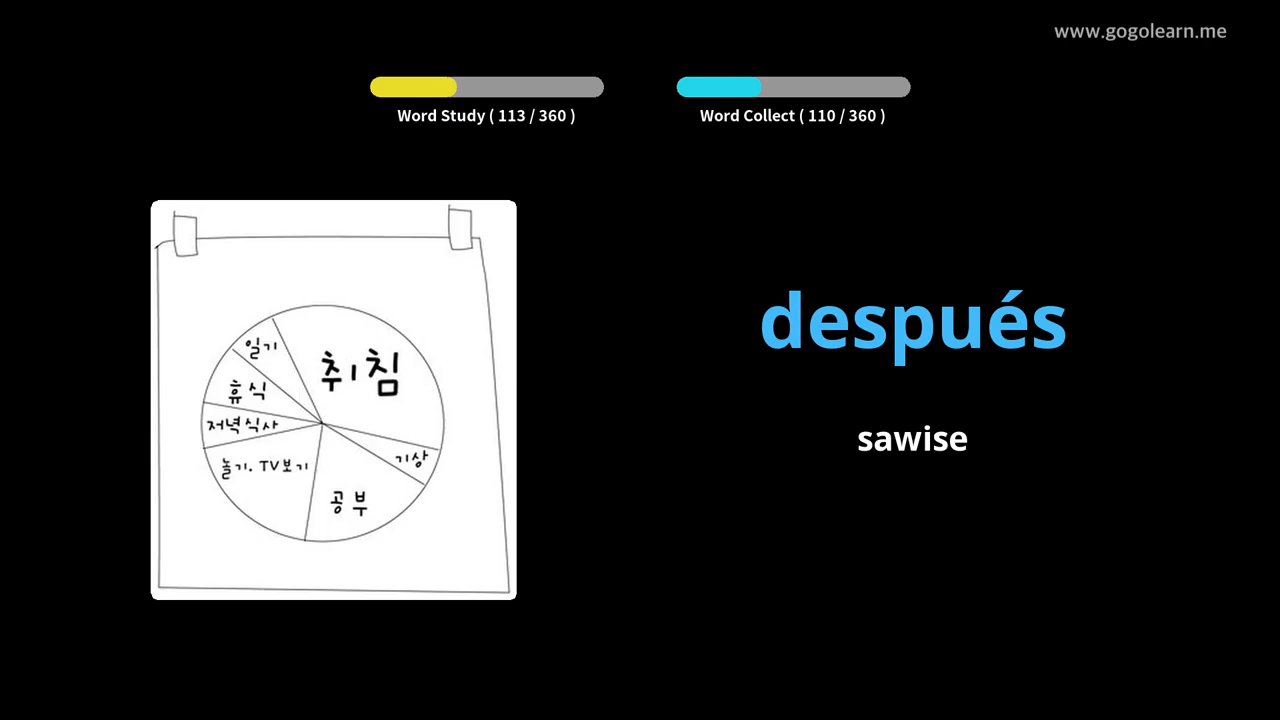 www.gogolearn.me
Word Study ( 113 / 360 )
Word Collect ( 110 / 360 )
일기
취침
휴식
저녁식사
놀기. TV보기
기상
공부
después
sawise